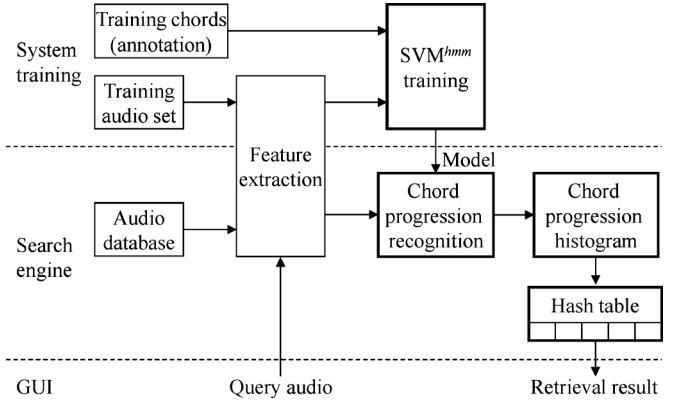 Training chords
(annotation)
System
training
SVMhmm
training
Training
audio set
Feature
extraction
Model
Audio
database
Chord
progression
recognition
Chord
progression
histogram
Search
engine
Hash table
GUI
Query audio
Retrieval result